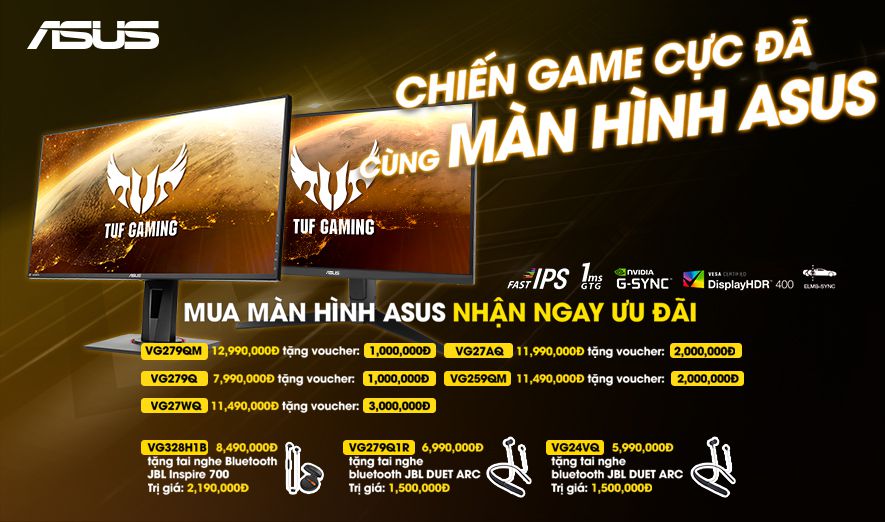 ASUS
CHIẾN GAME CỰC ĐÃ
CÙNG MÀN HÌNH ASUS
TUF GAMING
TUF GAMING
ASUS
ASUS
FAST IPS 1ms GTG NVIDIA G-SYNC VESA CERTIFIED DisplayHDR™ 400 ELMB-SYNC
MUA MÀN HÌNH ASUS NHẬN NGAY ƯU ĐÃI
VG279QM 12,990,000Đ tặng voucher: 1,000,000Đ VG27AQ 11,990,000Đ tặng voucher: 2,000,000Đ
VG279Q 7,990,000Đ tặng voucher: 1,000,000Đ VG259QM 11,490,000Đ tặng voucher: 2,000,000Đ
VG27WQ 11,490,000Đ tặng voucher: 3,000,000Đ
VG328H1B 8,490,000Đ
tặng tai nghe Bluetooth
JBL Inspire 700
Trị giá: 2,190,000Đ
VG279Q1R 6,990,000Đ
tặng tai nghe
bluetooth JBL DUET ARC
Trị giá: 1,500,000Đ
VG24VQ 5,990,000Đ
tặng tai nghe
bluetooth JBL DUET ARC
Trị giá: 1,500,000Đ